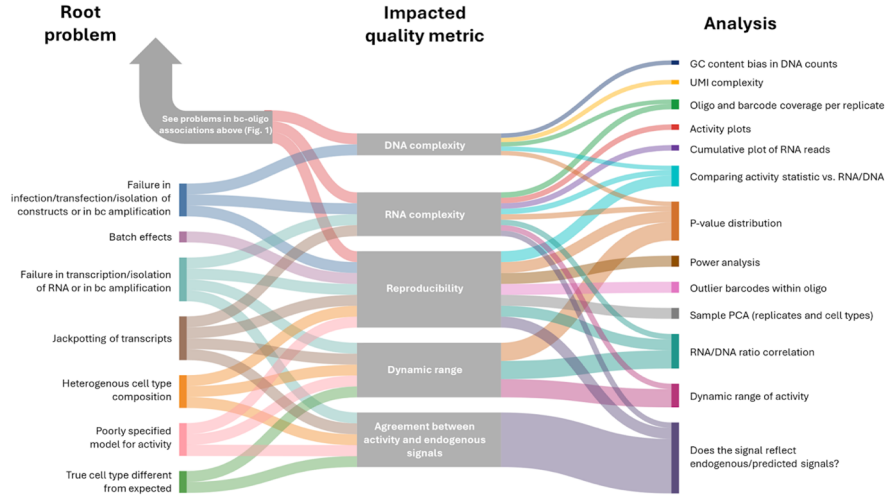 Root
problem
Impacted
quality metric
Analysis
See problems in bc-oligo
associations above (Fig. 1)
Failure in
infection/transfection/isolation of
constructs or in bc amplification
Batch effects
Failure in transcription/isolation
of RNA or in bc amplification
Jackpotting of transcripts
Heterogenous cell type
composition
Poorly specified
model for activity
True cell type different
from expected
DNA complexity
RNA complexity
Reproducibility
Dynamic range
Agreement between
activity and endogenous
signals
GC content bias in DNA counts
UMI complexity
Oligo and barcode coverage per replicate
Activity plots
Cumulative plot of RNA reads
Comparing activity statistic vs. RNA/DNA
P-value distribution
Power analysis
Outlier barcodes within oligo
Sample PCA (replicates and cell types)
RNA/DNA ratio correlation
Dynamic range of activity
Does the signal reflect
endogenous/predicted signals?